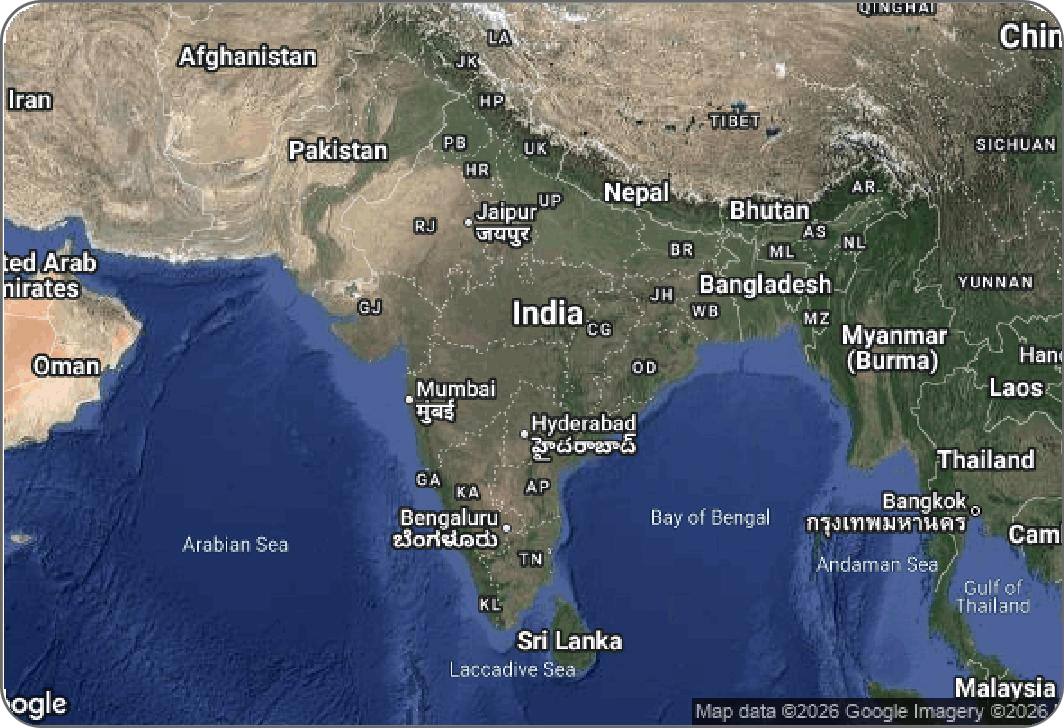 QINGHAI
Chin
LA
Afghanistan
JK
Iran
HP
TIBET
PB
UK
SICHUAN
Pakistan
HR
AR
Nepal
UP
Jaipur
जयपुर
Bhutan
RJ
AS
NL
BR
ML
ted Arab
mirates
Bangladesh
YUNNAN
JH
GJ
India
WB
MZ
CG
Myanmar
(Burma)
Han
Oman
OD
Laos
Mumbai
मुंबई
Hyderabad
హైదరాబాద్
Thailand
GA
KA
AP
Bangkok
กรุงเทพมหานคร
Bengaluru
ಬೆಂಗಳೂರು
Bay of Bengal
Cam
Arabian Sea
TN
Andaman Sea
Gulf of
Thailand
KL
Sri Lanka
Laccadive Sea
Malaysia
ogle
Map data ©2026 Google Imagery ©2026